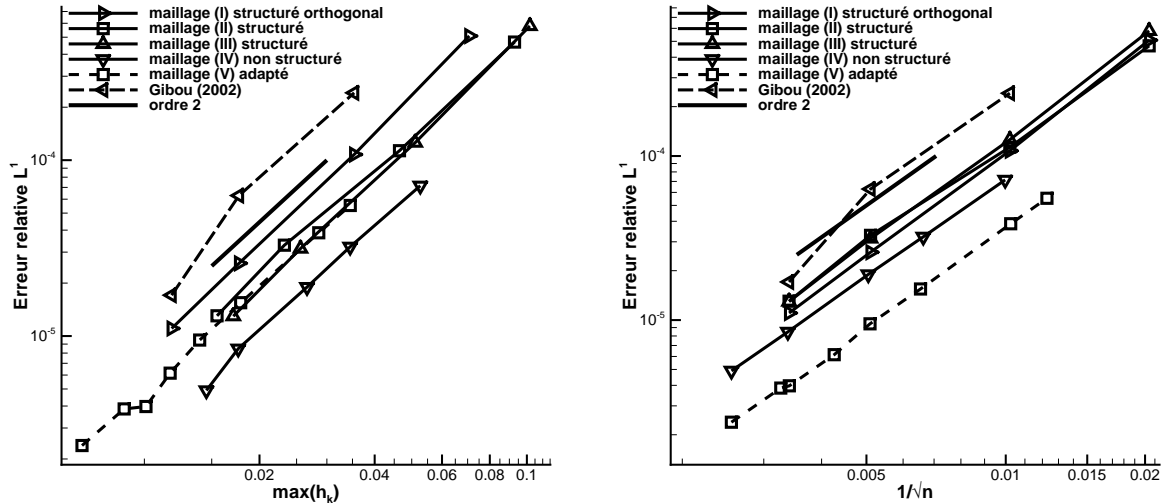 maillage (I) structuré orthogonal
maillage (II) structuré
maillage (III) structuré
maillage (IV) non structuré
maillage (V) adapté
Gibou (2002)
ordre 2
Erreur relative L¹
10⁻⁴
10⁻⁵
0.02
0.04
0.06
0.08
0.1
max(hₖ)
maillage (I) structuré orthogonal
maillage (II) structuré
maillage (III) structuré
maillage (IV) non structuré
maillage (V) adapté
Gibou (2002)
ordre 2
Erreur relative L¹
10⁻⁴
10⁻⁵
0.005
0.01
0.015
0.02
1/√n